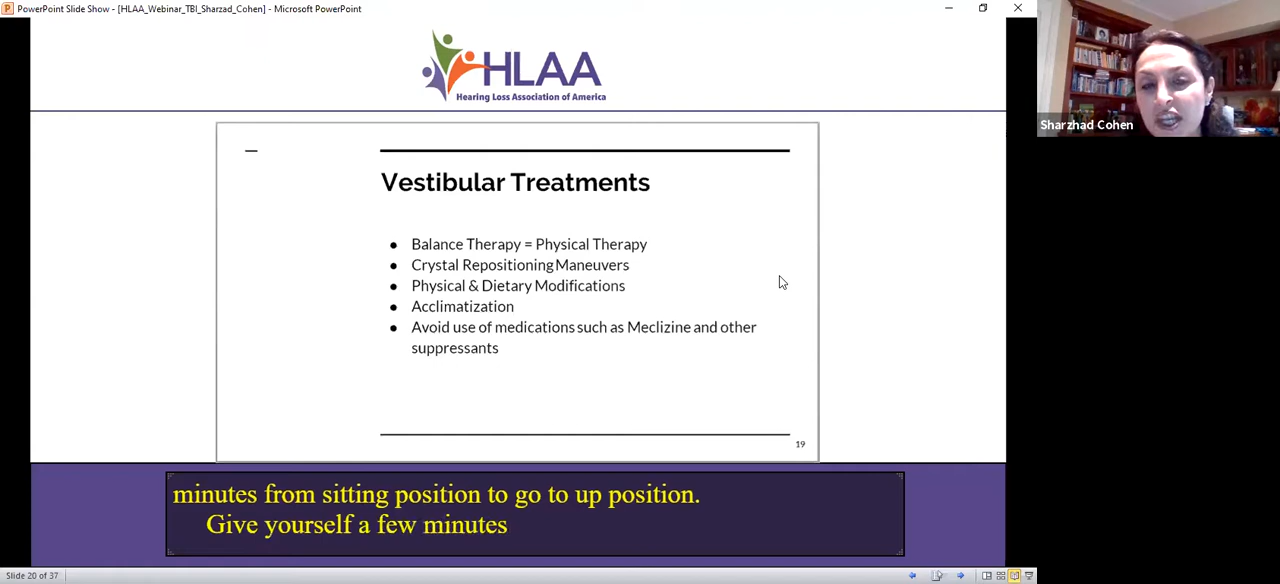 PowerPoint Slide Show - [HLAA_Webinar_TBI_Sharzad_Cohen] - Microsoft PowerPoint
HLAA
Hearing Loss Association of America
Sharzhad Cohen
Vestibular Treatments
● Balance Therapy = Physical Therapy
● Crystal Repositioning Maneuvers
● Physical & Dietary Modifications
● Acclimatization
● Avoid use of medications such as Meclizine and other
suppressants
19
minutes from sitting position to go to up position.
Give yourself a few minutes
Slide 20 of 37